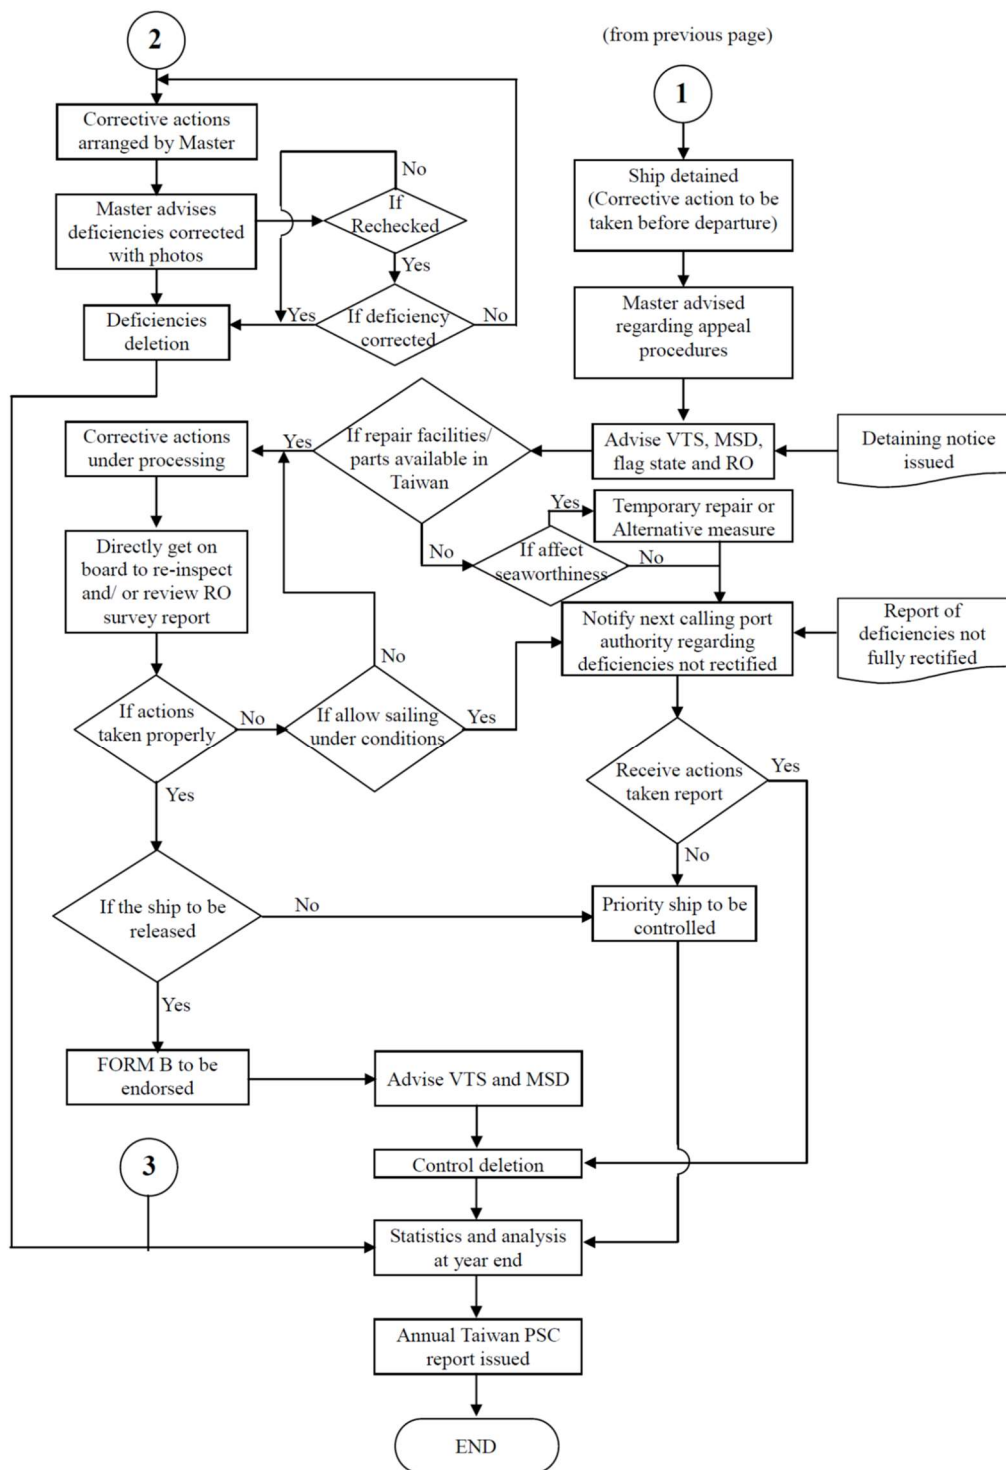 (from previous page)
2
1
Corrective actions
arranged by Master
No
If
Rechecked
Master advises
deficiencies corrected
with photos
Yes
Ship detained
(Corrective action to be
taken before departure)
Deficiencies
deletion
Yes
If deficiency
corrected
No
Master advised
regarding appeal
procedures
Corrective actions
under processing
Yes
If repair facilities/
parts available in
Taiwan
Advise VTS, MSD,
flag state and RO
Detaining notice
issued
No
Yes
If affect
seaworthiness
No
Temporary repair or
Alternative measure
Directly get on
board to re-inspect
and/ or review RO
survey report
Notify next calling port
authority regarding
deficiencies not rectified
Report of
deficiencies not
fully rectified
If actions
taken properly
No
No
If allow sailing
under conditions
Yes
Yes
Receive actions
taken report
Yes
No
If the ship to be
released
No
Priority ship to be
controlled
Yes
FORM B to be
endorsed
Advise VTS and MSD
3
Control deletion
Statistics and analysis
at year end
Annual Taiwan PSC
report issued
END